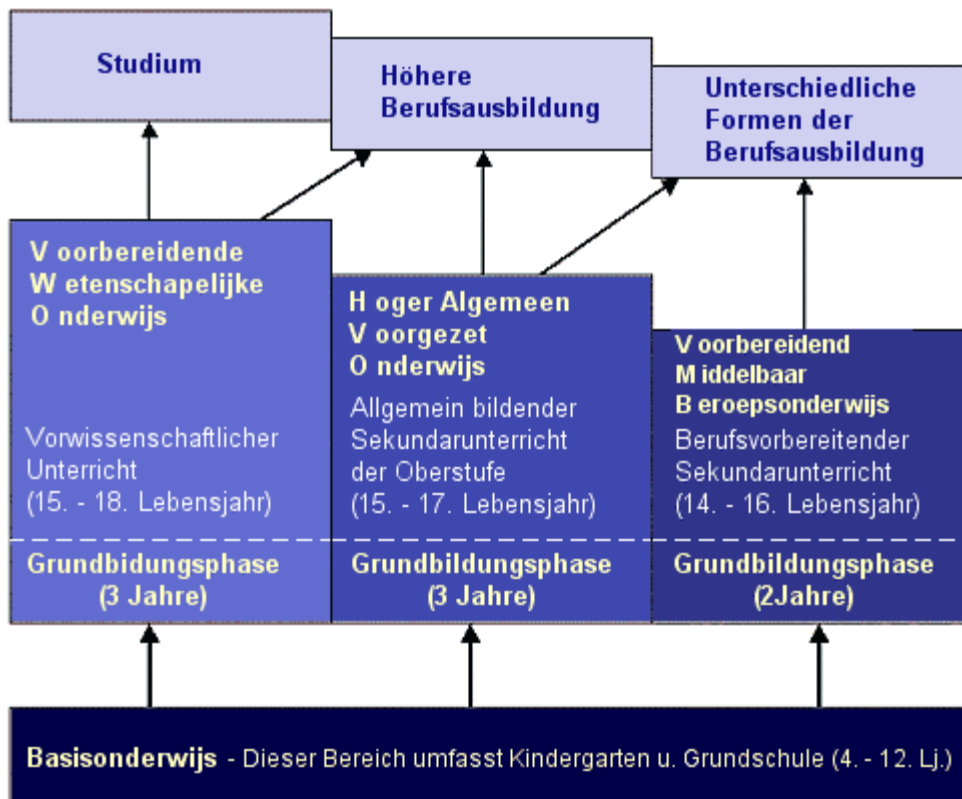 Studium
Höhere
Berufsausbildung
Unterschiedliche
Formen der
Berufsausbildung
V oorbereidende
W etenschapelijke
O nderwijs
Vorwissenschaftlicher
Unterricht
(15. - 18. Lebensjahr)
Grundbidungsphase
(3 Jahre)
H oger Algemeen
V oorgezet
O nderwijs
Allgemein bildender
Sekundarunterricht
der Oberstufe
(15. - 17. Lebensjahr)
Grundbildungsphase
(3 Jahre)
V oorbereidend
M iddelbaar
B eroepsonderwijs
Berufsvorbereitender
Sekundarunterricht
(14. - 16. Lebensjahr)
Grundbildungsphase
(2Jahre)
Basisonderwijs - Dieser Bereich umfasst Kindergarten u. Grundschule (4. - 12. Lj.)